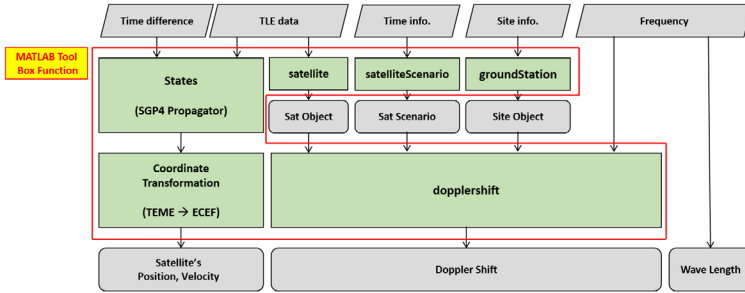 Time difference
TLE data
Time info.
Site info.
Frequency
MATLAB Tool
Box Function
States
(SGP4 Propagator)
satellite
satelliteScenario
groundStation
Sat Object
Sat Scenario
Site Object
Coordinate
Transformation
(TEME → ECEF)
dopplershift
Satellite's
Position, Velocity
Doppler Shift
Wave Length